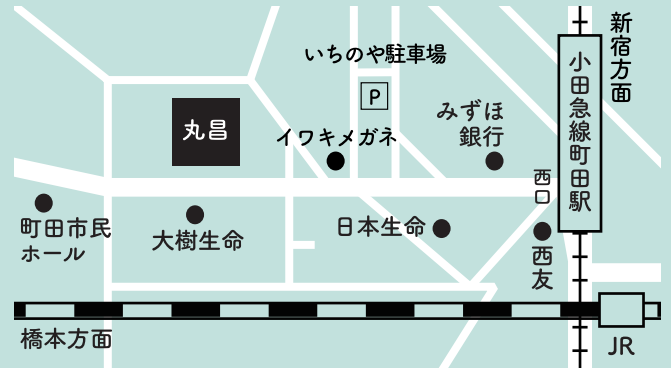 新宿方面
いちのや駐車場
P
小田急線町田駅
丸昌
イワキメガネ
みずほ
銀行
西口
町田市民
ホール
大樹生命
日本生命
西友
橋本方面
JR